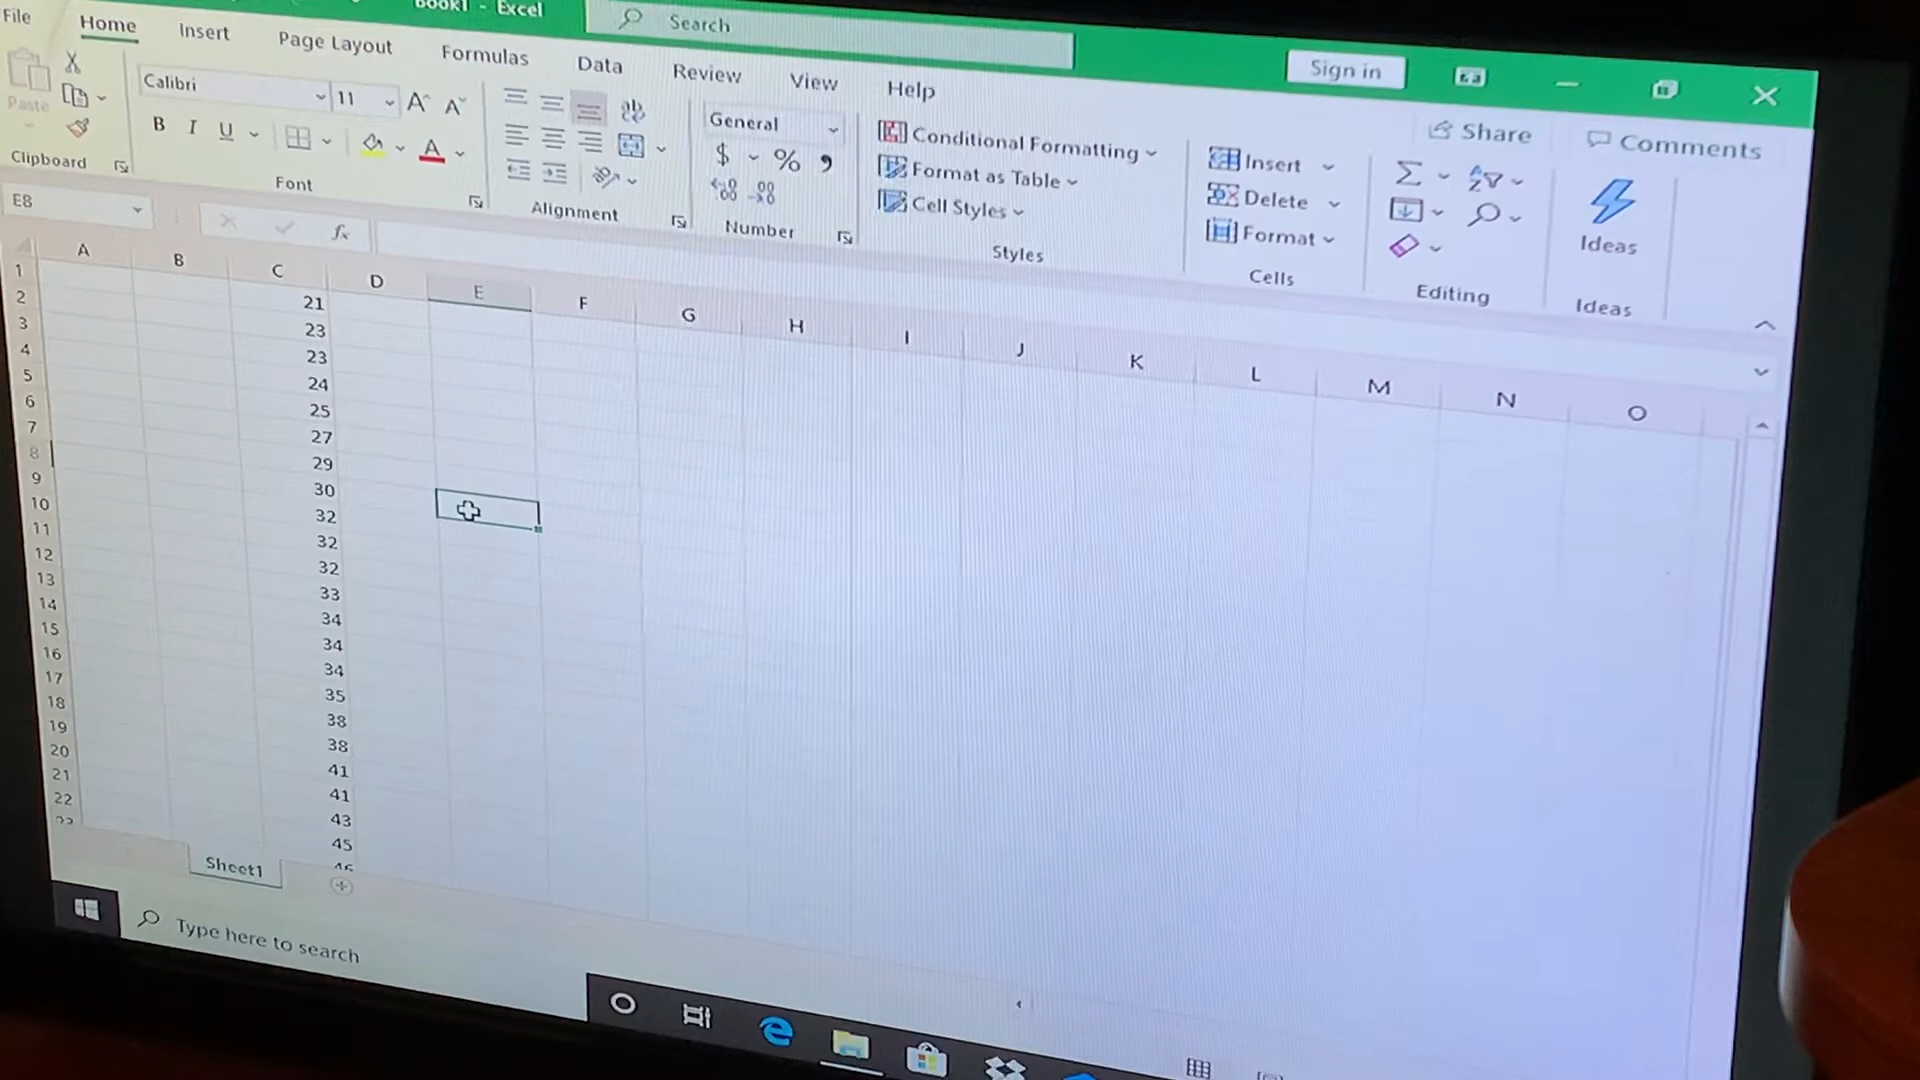 Book1 - Excel
Search
Sign in
File Home Insert Page Layout Formulas Data Review View Help
Share Comments
Paste
Clipboard
Calibri 11
B I U
Font
Alignment
General
$ % ,
Number
Conditional Formatting
Format as Table
Cell Styles
Styles
Insert
Delete
Format
Cells
Editing
Ideas
Ideas
E8
fx
A B C D E F G H I J K L M N O
1 21
2 23
3 23
4 24
5 25
6 27
7 29
8 30
9 32
10 32
11 32
12 33
13 34
14 34
15 34
16 35
17 38
18 38
19 41
20 41
21 43
22 45
Sheet1
Type here to search